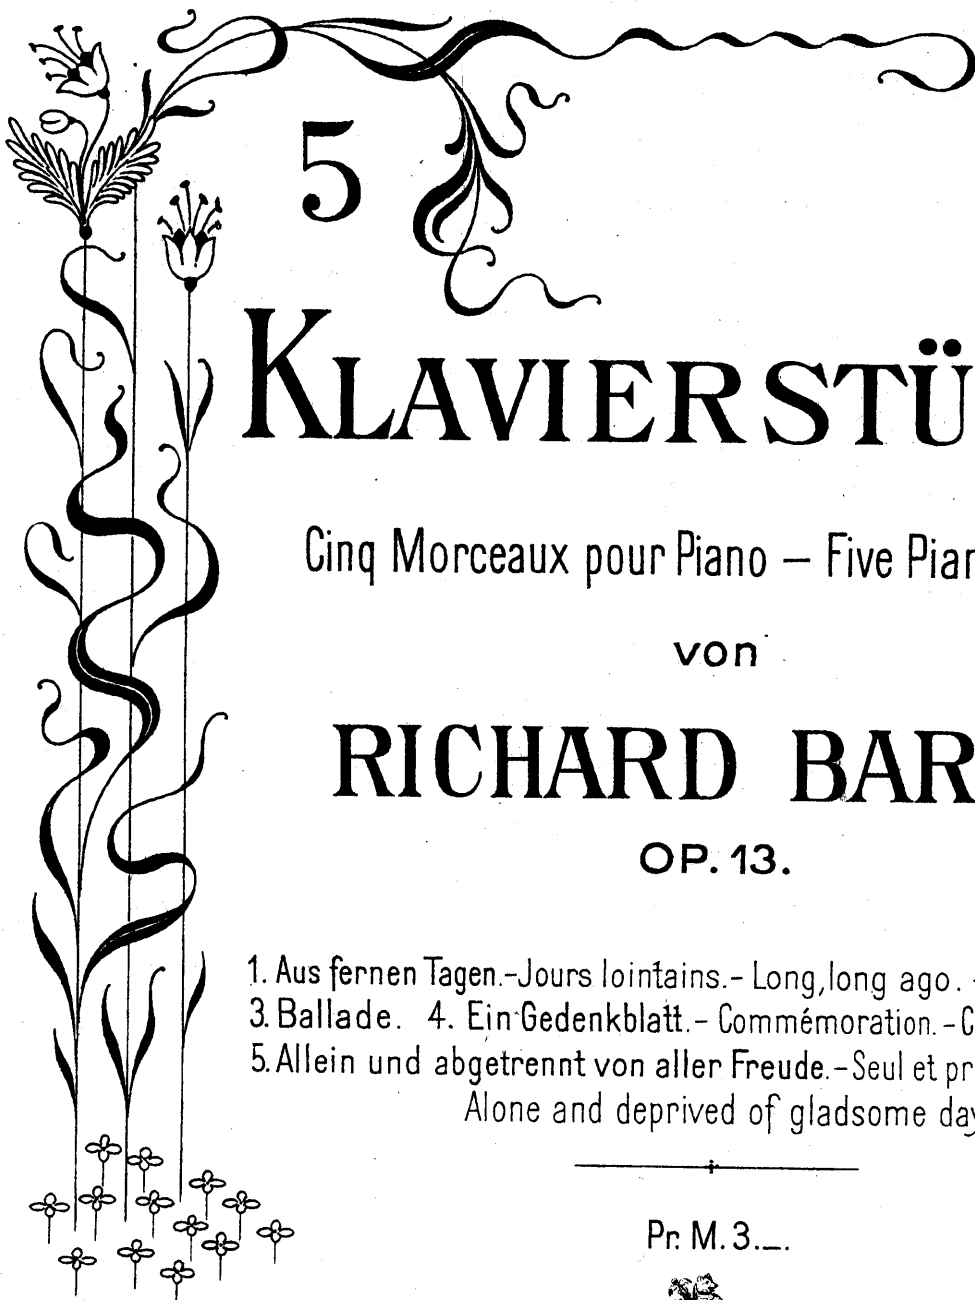 5
KLAVIERSTÜ
Cinq Morceaux pour Piano – Five Pian
von
RICHARD BAR
OP. 13.
1. Aus fernen Tagen.-Jours lointains.- Long, long ago. -
3. Ballade. 4. Ein Gedenkblatt.- Commémoration. - C
5. Allein und abgetrennt von aller Freude.-Seul et pr
Alone and deprived of gladsome day
Pr. M. 3._.